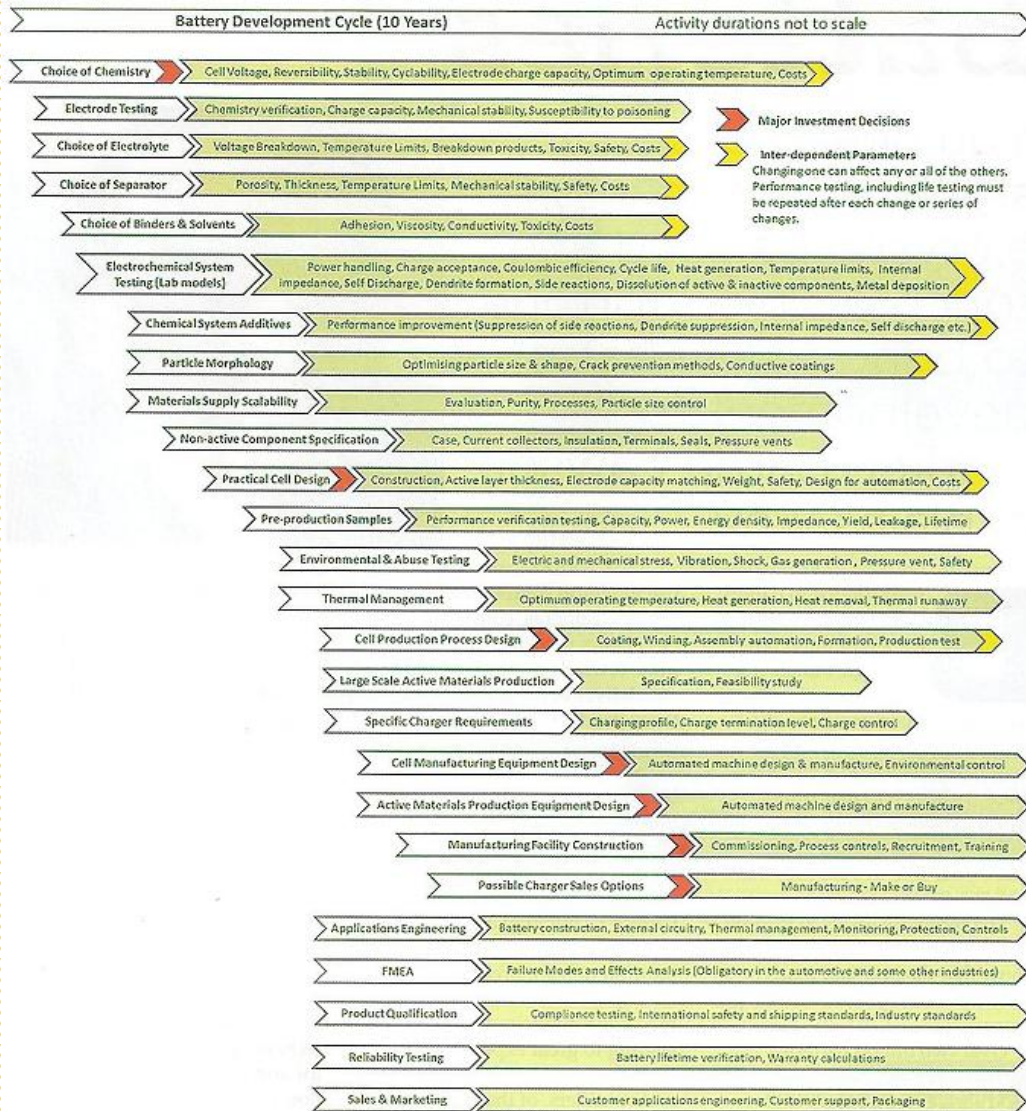 Battery Development Cycle (10 Years) Activity durations not to scale
Choice of Chemistry Cell Voltage, Reversibility, Stability, Cyclability, Electrode charge capacity, Optimum operating temperature, Costs
Electrode Testing Chemistry verification, Charge capacity, Mechanical stability, Susceptibility to poisoning
Major Investment Decisions
Choice of Electrolyte Voltage Breakdown, Temperature Limits, Breakdown products, Toxicity, Safety, Costs
Inter-dependent Parameters
Changing one can affect any or all of the others.
Performance testing, including life testing must
be repeated after each change or series of
changes.
Choice of Separator Porosity, Thickness, Temperature Limits, Mechanical stability, Safety, Costs
Choice of Binders & Solvents Adhesion, Viscosity, Conductivity, Toxicity, Costs
Electrochemical System
Testing (Lab models)
Power handling, Charge acceptance, Coulombic efficiency, Cycle life, Heat generation, Temperature limits, Internal
impedance, Self Discharge, Dendrite formation, Side reactions, Dissolution of active & inactive components, Metal deposition
Chemical System Additives Performance improvement (Suppression of side reactions, Dendrite suppression, Internal impedance, Self discharge etc.)
Particle Morphology Optimising particle size & shape, Crack prevention methods, Conductive coatings
Materials Supply Scalability Evaluation, Purity, Processes, Particle size control
Non-active Component Specification Case, Current collectors, Insulation, Terminals, Seals, Pressure vents
Practical Cell Design Construction, Active layer thickness, Electrode capacity matching, Weight, Safety, Design for automation, Costs
Pre-production Samples Performance verification testing, Capacity, Power, Energy density, Impedance, Yield, Leakage, Lifetime
Environmental & Abuse Testing Electric and mechanical stress, Vibration, Shock, Gas generation, Pressure vent, Safety
Thermal Management Optimum operating temperature, Heat generation, Heat removal, Thermal runaway
Cell Production Process Design Coating, Winding, Assembly automation, Formation, Production test
Large Scale Active Materials Production Specification, Feasibility study
Specific Charger Requirements Charging profile, Charge termination level, Charge control
Cell Manufacturing Equipment Design Automated machine design & manufacture, Environmental control
Active Materials Production Equipment Design Automated machine design and manufacture
Manufacturing Facility Construction Commissioning, Process controls, Recruitment, Training
Possible Charger Sales Options Manufacturing - Make or Buy
Applications Engineering Battery construction, External circuitry, Thermal management, Monitoring, Protection, Controls
FMEA Failure Modes and Effects Analysis (Obligatory in the automotive and some other industries)
Product Qualification Compliance testing, International safety and shipping standards, Industry standards
Reliability Testing Battery lifetime verification, Warranty calculations
Sales & Marketing Customer applications engineering, Customer support, Packaging